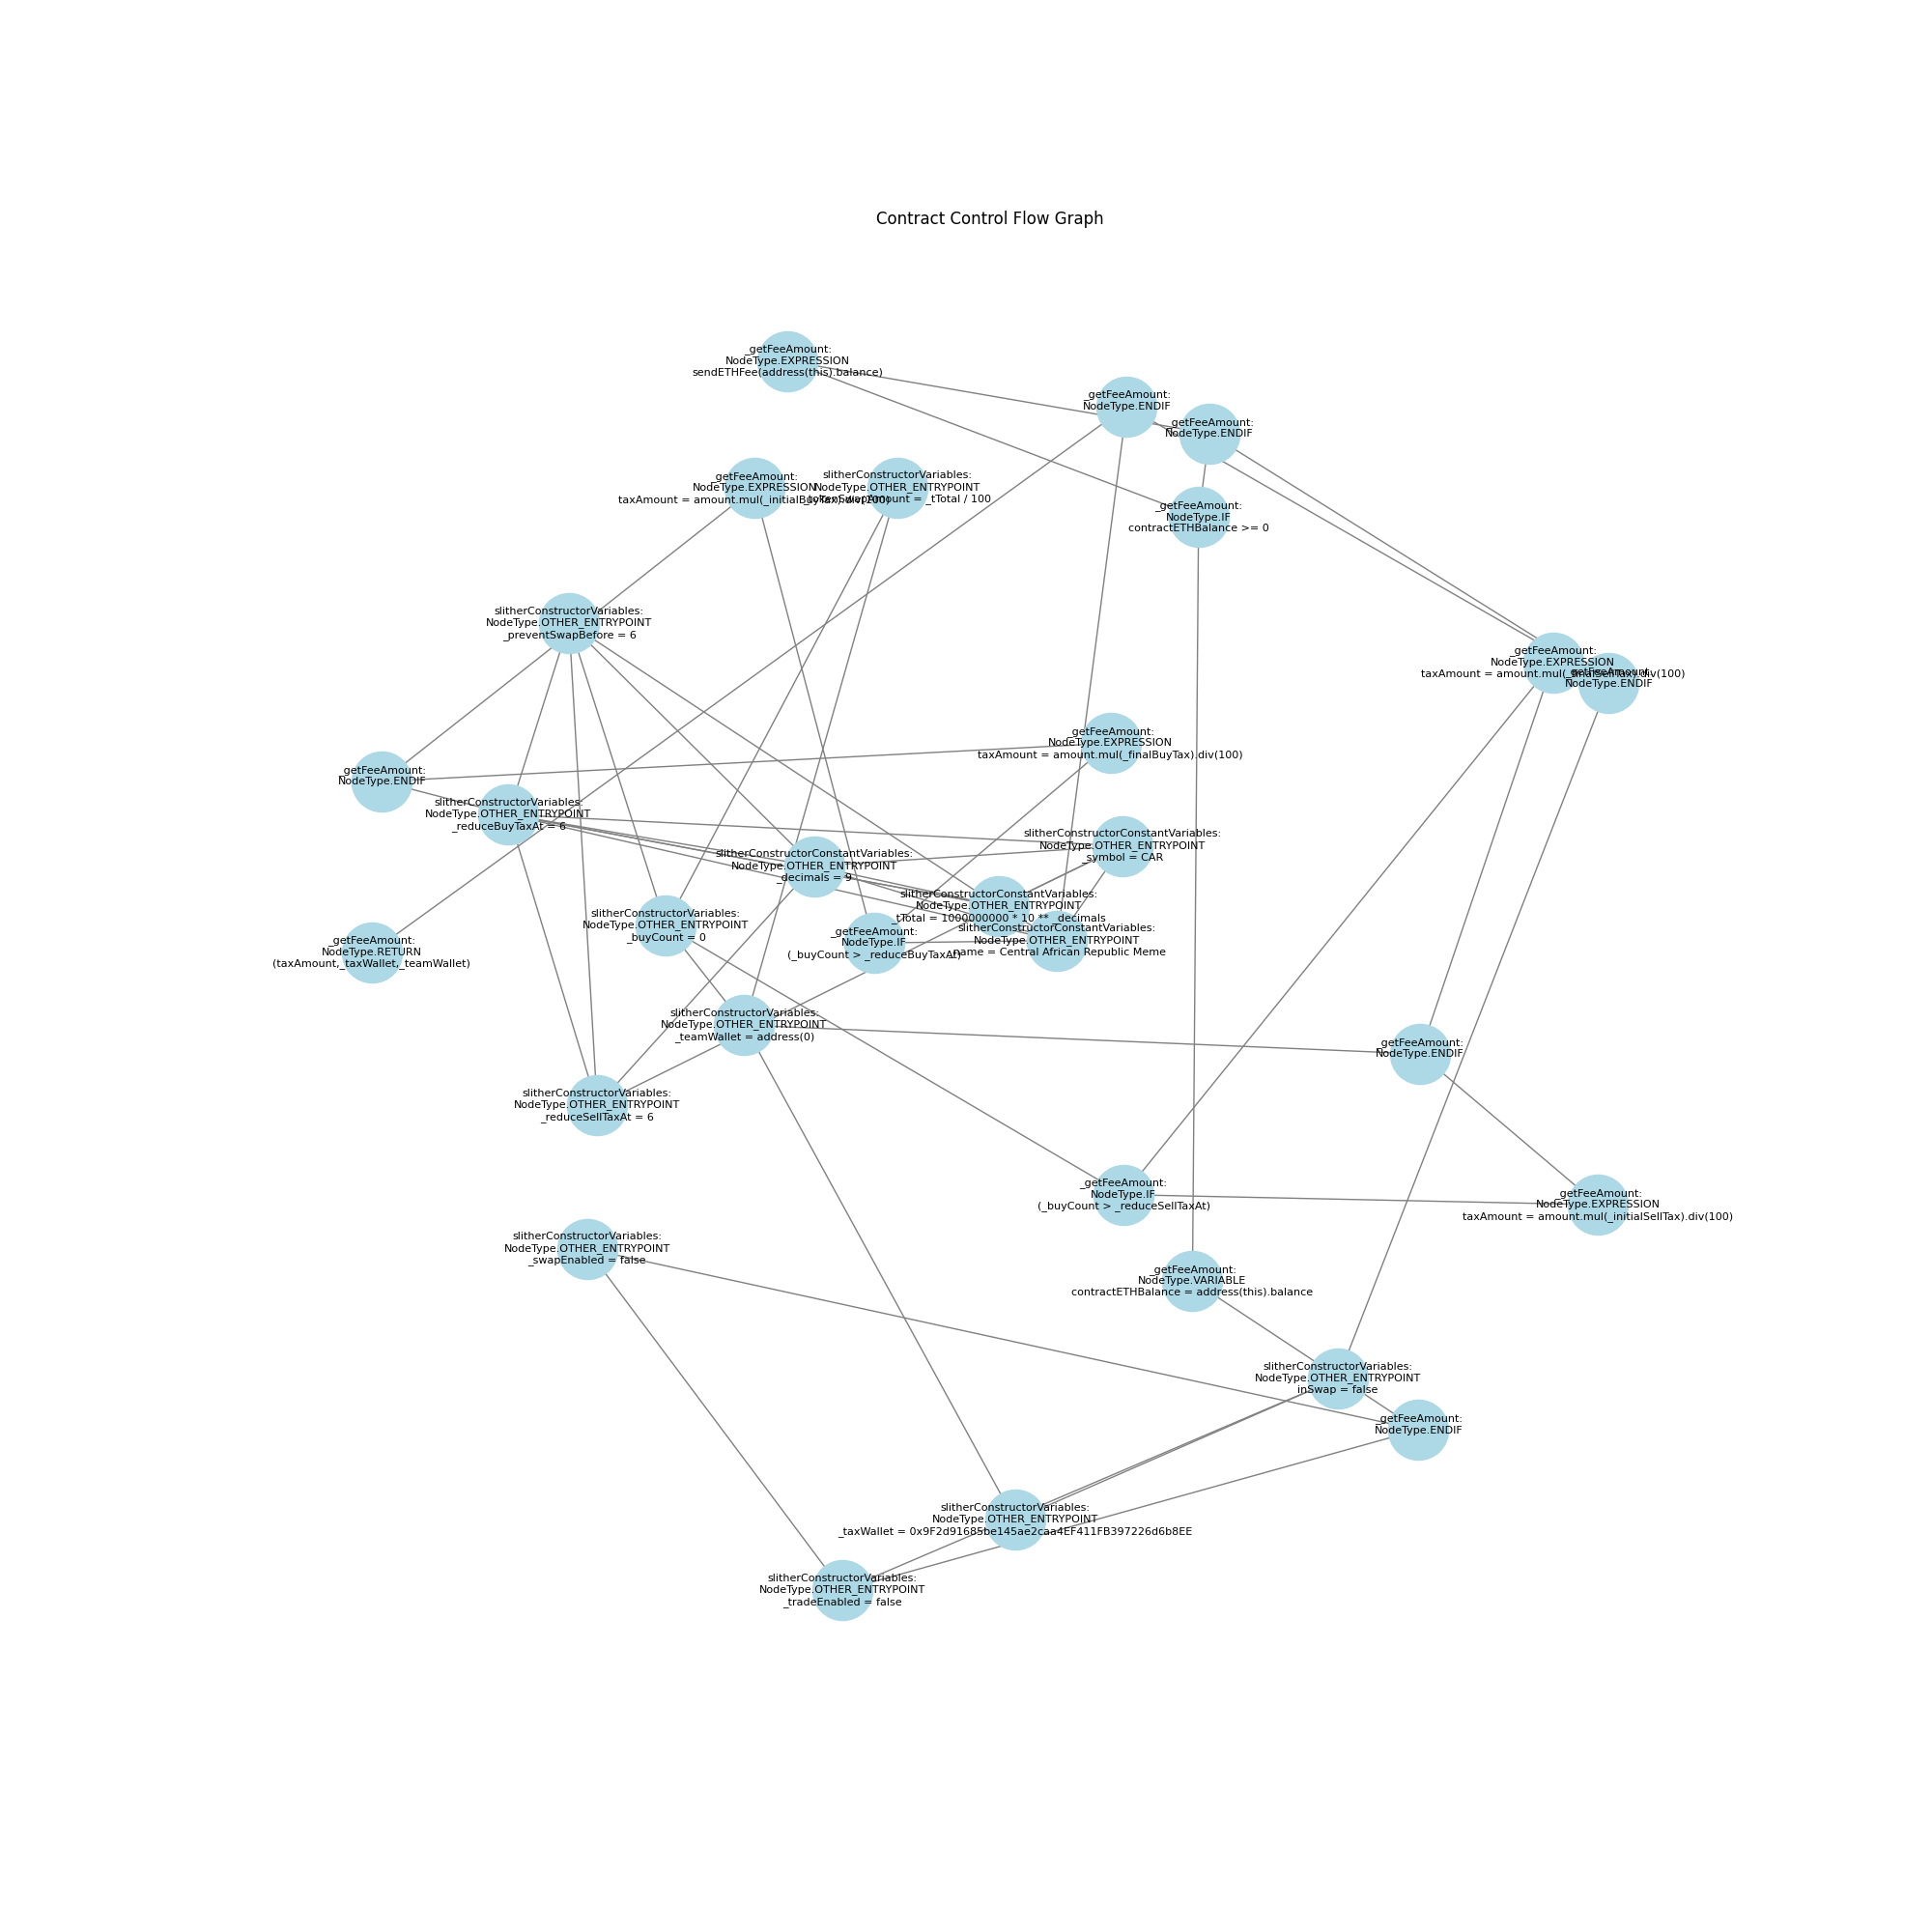 Contract Control Flow Graph
_getFeeAmount:
NodeType.EXPRESSION
sendETHFee(address(this).balance)
_getFeeAmount:
NodeType.ENDIF
_getFeeAmount:
NodeType.ENDIF
_getFeeAmount:
NodeType.EXPRESSION
taxAmount = amount.mul(_initialBuyTax).div(100)
slitherConstructorVariables:
NodeType.OTHER_ENTRYPOINT
_tokenSwapAmount = _tTotal / 100
_getFeeAmount:
NodeType.IF
contractETHBalance >= 0
slitherConstructorVariables:
NodeType.OTHER_ENTRYPOINT
_preventSwapBefore = 6
_getFeeAmount:
NodeType.EXPRESSION
taxAmount = amount.mul(_finalSellTax).div(100)
_getFeeAmount:
NodeType.ENDIF
_getFeeAmount:
NodeType.EXPRESSION
taxAmount = amount.mul(_finalBuyTax).div(100)
_getFeeAmount:
NodeType.ENDIF
slitherConstructorVariables:
NodeType.OTHER_ENTRYPOINT
_reduceBuyTaxAt = 6
slitherConstructorConstantVariables:
NodeType.OTHER_ENTRYPOINT
_symbol = CAR
slitherConstructorConstantVariables:
NodeType.OTHER_ENTRYPOINT
_decimals = 9
slitherConstructorConstantVariables:
NodeType.OTHER_ENTRYPOINT
_tTotal = 1000000000 * 10 ** _decimals
slitherConstructorVariables:
NodeType.OTHER_ENTRYPOINT
_buyCount = 0
_getFeeAmount:
NodeType.IF
(_buyCount > _reduceBuyTaxAt)
slitherConstructorConstantVariables:
NodeType.OTHER_ENTRYPOINT
_name = Central African Republic Meme
_getFeeAmount:
NodeType.RETURN
(taxAmount,_taxWallet,_teamWallet)
slitherConstructorVariables:
NodeType.OTHER_ENTRYPOINT
_teamWallet = address(0)
_getFeeAmount:
NodeType.ENDIF
slitherConstructorVariables:
NodeType.OTHER_ENTRYPOINT
_reduceSellTaxAt = 6
_getFeeAmount:
NodeType.IF
(_buyCount > _reduceSellTaxAt)
_getFeeAmount:
NodeType.EXPRESSION
taxAmount = amount.mul(_initialSellTax).div(100)
slitherConstructorVariables:
NodeType.OTHER_ENTRYPOINT
_swapEnabled = false
_getFeeAmount:
NodeType.VARIABLE
contractETHBalance = address(this).balance
slitherConstructorVariables:
NodeType.OTHER_ENTRYPOINT
inSwap = false
_getFeeAmount:
NodeType.ENDIF
slitherConstructorVariables:
NodeType.OTHER_ENTRYPOINT
_taxWallet = 0x9F2d91685be145ae2caa4EF411FB397226d6b8EE
slitherConstructorVariables:
NodeType.OTHER_ENTRYPOINT
_tradeEnabled = false